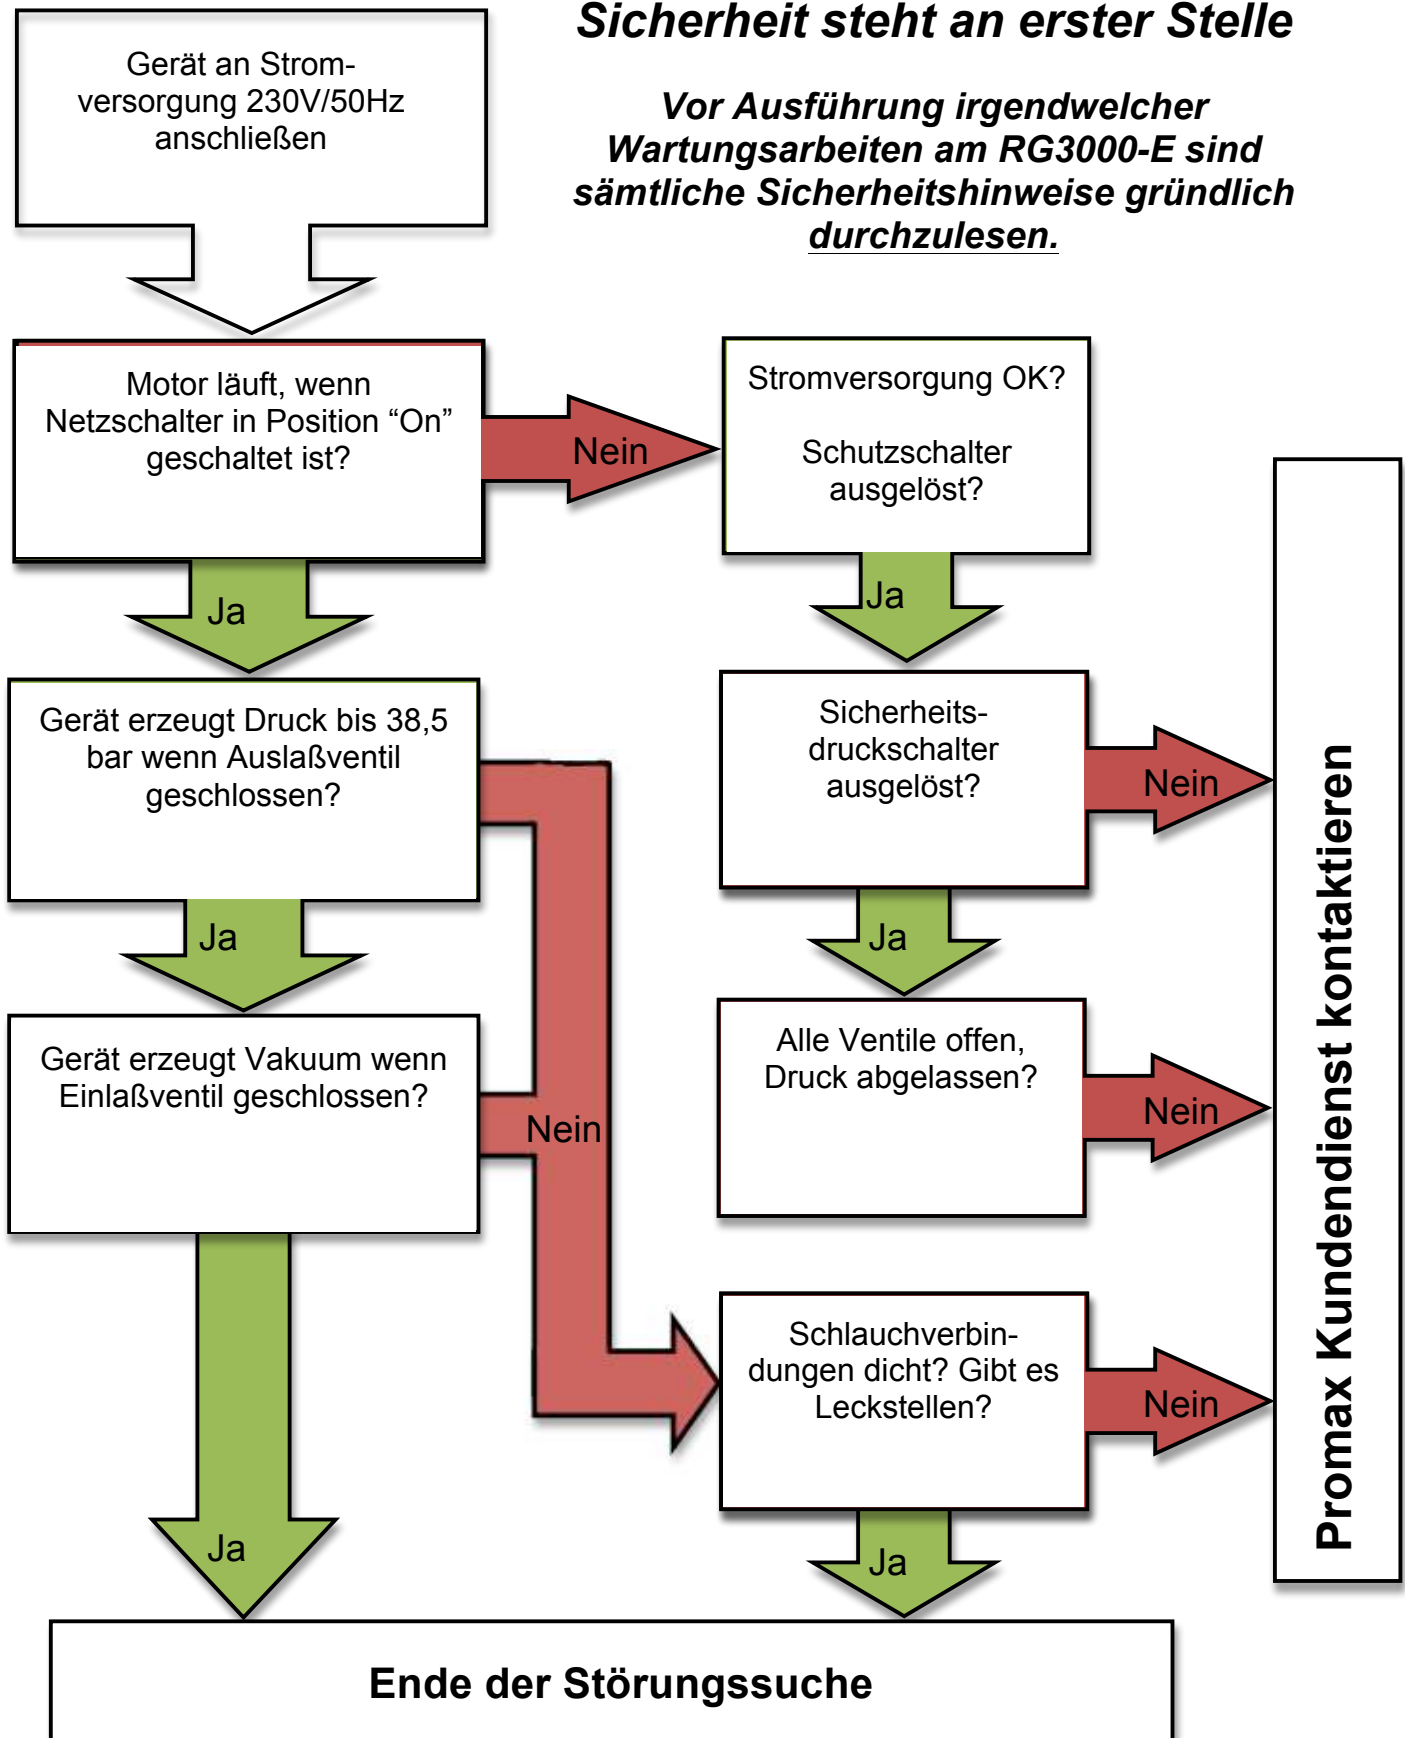 Sicherheit steht an erster Stelle
Vor Ausführung irgendwelcher
Wartungsarbeiten am RG3000-E sind
sämtliche Sicherheitshinweise gründlich
durchzulesen.
Gerät an Strom-
versorgung 230V/50Hz
anschließen
Motor läuft, wenn
Netzschalter in Position “On”
geschaltet ist?
Nein
Stromversorgung OK?
Schutzschalter
ausgelöst?
Ja
Ja
Gerät erzeugt Druck bis 38,5
bar wenn Auslaßventil
geschlossen?
Sicherheits-
druckschalter
ausgelöst?
Nein
Ja
Ja
Gerät erzeugt Vakuum wenn
Einlaßventil geschlossen?
Nein
Alle Ventile offen,
Druck abgelassen?
Nein
Schlauchverbin-
dungen dicht? Gibt es
Leckstellen?
Nein
Ja
Ja
Promax Kundendienst kontaktieren
Ende der Störungssuche